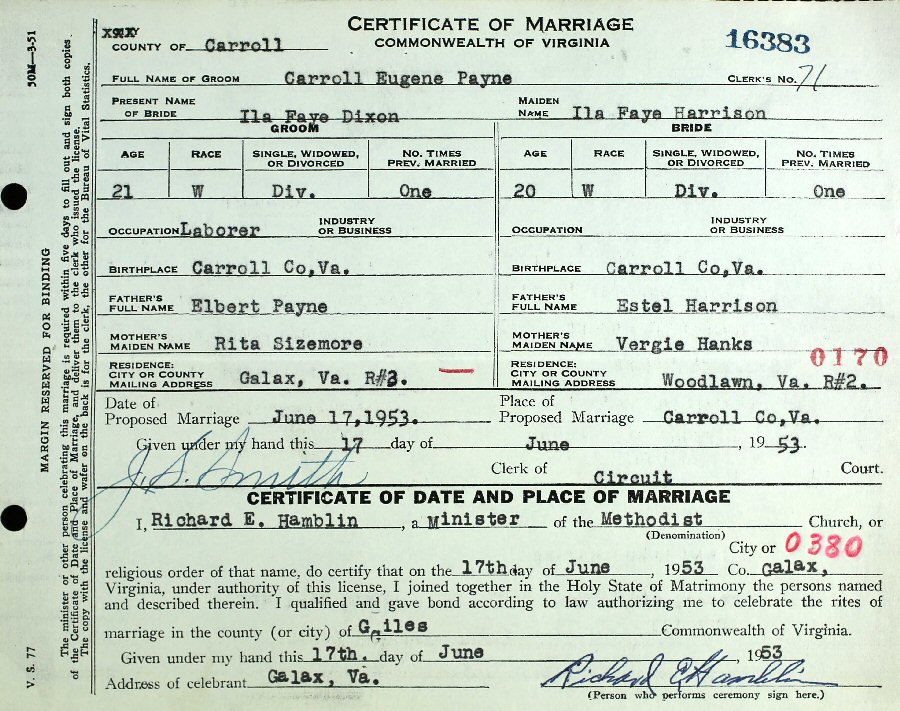 CERTIFICATE OF MARRIAGE
COMMONWEALTH OF VIRGINIA
16383
COUNTY OF Carroll
FULL NAME OF GROOM Carroll Eugene Payne CLERK'S NO. 71
PRESENT NAME OF BRIDE Ila Faye Dixon MAIDEN NAME Ila Faye Harrison
GROOM BRIDE
AGE RACE SINGLE, WIDOWED, OR DIVORCED NO. TIMES PREV. MARRIED AGE RACE SINGLE, WIDOWED, OR DIVORCED NO. TIMES PREV. MARRIED
21 W Div. One 20 W Div. One
OCCUPATION Laborer INDUSTRY OR BUSINESS OCCUPATION INDUSTRY OR BUSINESS
BIRTHPLACE Carroll Co,Va. BIRTHPLACE Carroll Co,Va.
FATHER'S FULL NAME Elbert Payne FATHER'S FULL NAME Estel Harrison
MOTHER'S MAIDEN NAME Rita Sizemore MOTHER'S MAIDEN NAME Vergie Hanks
0170
RESIDENCE: CITY OR COUNTY MAILING ADDRESS Galax, Va. R#3. RESIDENCE: CITY OR COUNTY MAILING ADDRESS Woodlawn, Va. R#2.
Date of Proposed Marriage June 17,1953. Place of Proposed Marriage Carroll Co,Va.
Given under my hand this 17 day of June, 1953.
J. S. Smith Clerk of Circuit Court.
CERTIFICATE OF DATE AND PLACE OF MARRIAGE
I, Richard E. Hamblin, a Minister of the Methodist Church, or
(Denomination)
City or 0380
religious order of that name, do certify that on the 17th day of June, 1953 Co. Galax,
Virginia, under authority of this license, I joined together in the Holy State of Matrimony the persons named
and described therein. I qualified and gave bond according to law authorizing me to celebrate the rites of
marriage in the county (or city) of Giles Commonwealth of Virginia.
Given under my hand this 17th. day of June, 1953
Address of celebrant Galax, Va. Richard E Hamblin
(Person who performs ceremony sign here.)
V. S. 77 MARGIN RESERVED FOR BINDING 50M—3-51
The minister or other person celebrating this marriage is required within five days to fill out and sign both copies
of the Certificate of Date and Place of Marriage, and deliver them to the clerk who issued the license.
The copy with the license and wafer on the back is for the clerk, the other for the Bureau of Vital Statistics.